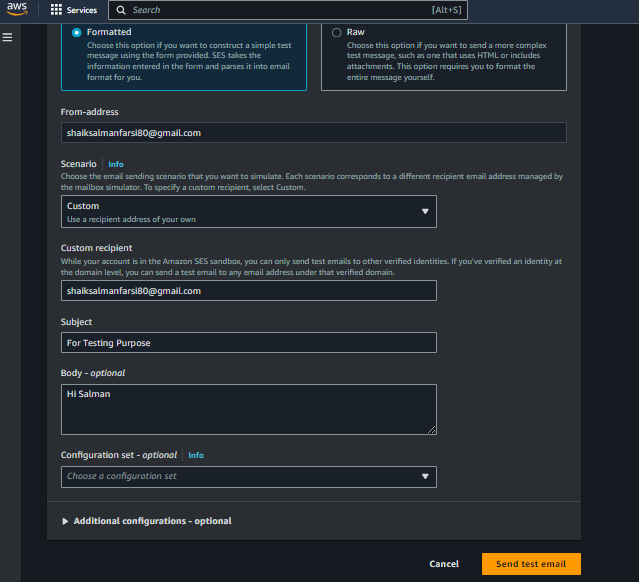 aws
Services
Search
[Alt+S]
Formatted
Choose this option if you want to construct a simple test
message using the form provided. SES takes the
information entered in the form and parses it into email
format for you.
Raw
Choose this option if you want to send a more complex
test message, such as one that uses HTML or includes
attachments. This option requires you to format the
entire message yourself.
From-address
shaiksalmanfarsi80@gmail.com
Scenario
Info
Choose the email sending scenario that you want to simulate. Each scenario corresponds to a different recipient email address managed by
the mailbox simulator. To specify a custom recipient, select Custom.
Custom
Use a recipient address of your own
Custom recipient
While your account is in the Amazon SES sandbox, you can only send test emails to other verified identities. If you've verified an identity at
the domain level, you can send a test email to any email address under that verified domain.
shaiksalmanfarsi80@gmail.com
Subject
For Testing Purpose
Body - optional
Hi Salman
Configuration set - optional
Info
Choose a configuration set
Additional configurations - optional
Cancel
Send test email